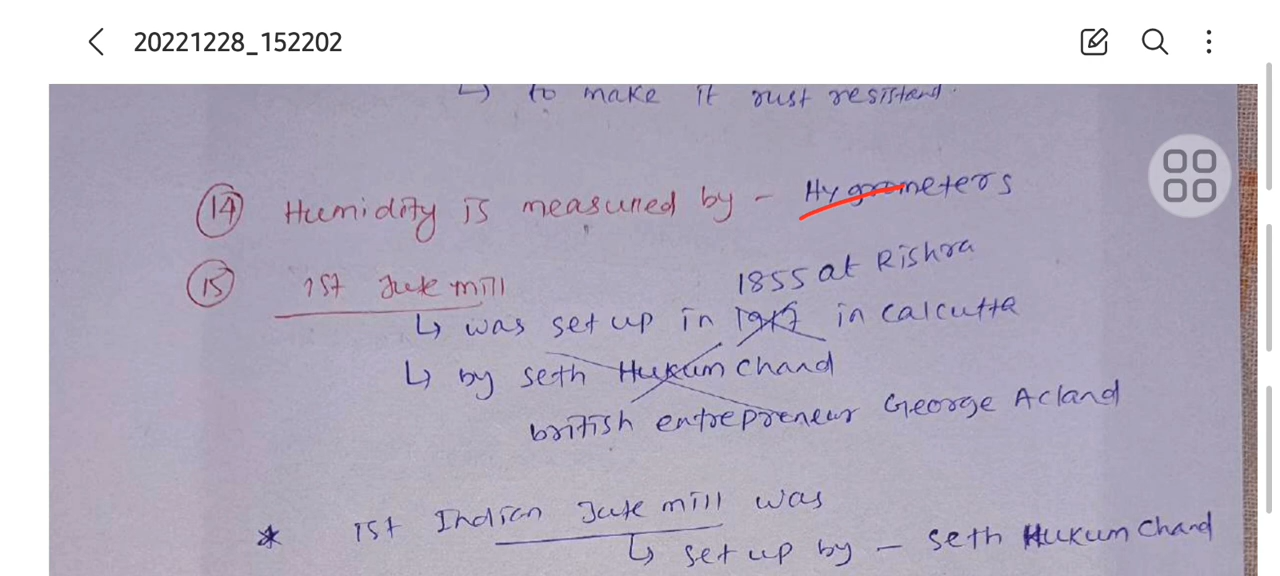 20221228_152202
↳ to make it rust resistand.
14 Humidity is measured by - Hygrometers
15 1st Jute mill
1855 at Rishra
↳ was set up in 1917 in calcutta
↳ by seth Hukum chand
british entrepreneur George Acland
* 1st Indian Jute mill was
↳ set up by - seth Hukum Chand